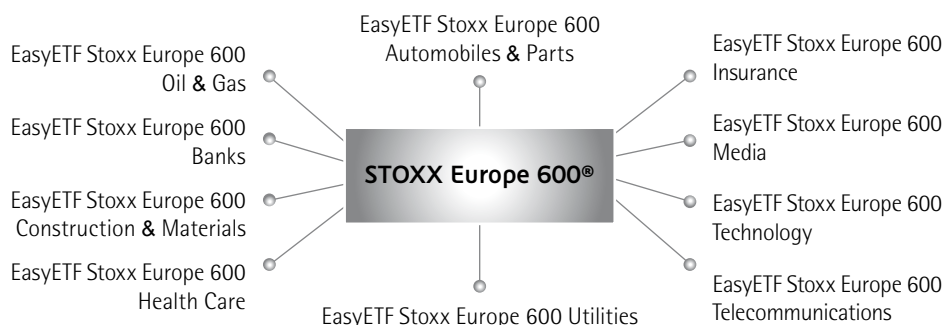 EasyETF Stoxx Europe 600
Automobiles & Parts
EasyETF Stoxx Europe 600
Oil & Gas
EasyETF Stoxx Europe 600
Banks
EasyETF Stoxx Europe 600
Construction & Materials
EasyETF Stoxx Europe 600
Health Care
STOXX Europe 600®
EasyETF Stoxx Europe 600
Insurance
EasyETF Stoxx Europe 600
Media
EasyETF Stoxx Europe 600
Technology
EasyETF Stoxx Europe 600
Telecommunications
EasyETF Stoxx Europe 600 Utilities